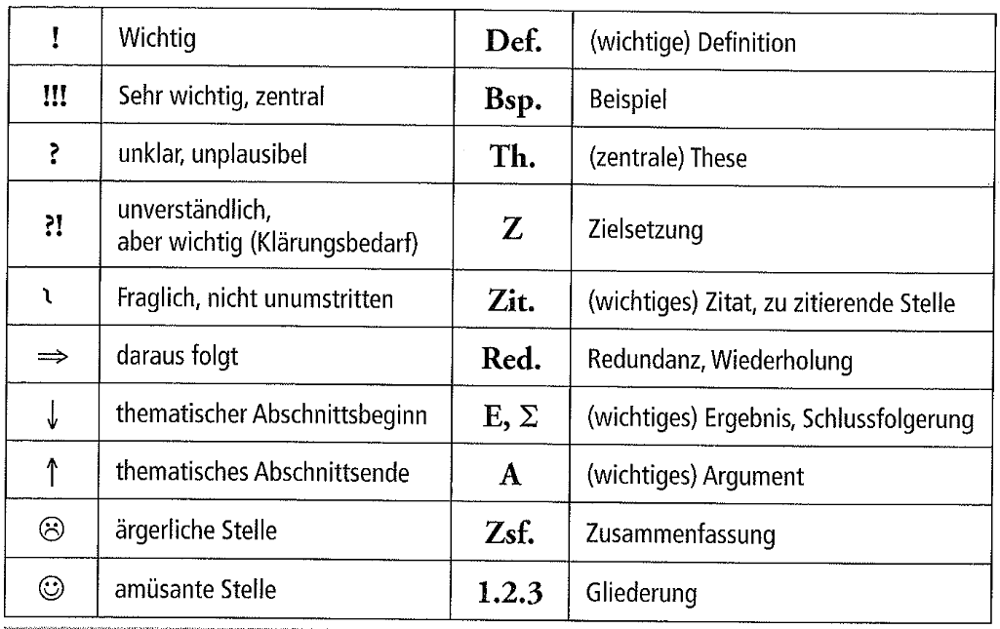 ! Wichtig Def. (wichtige) Definition
!!! Sehr wichtig, zentral Bsp. Beispiel
? unklar, unplausibel Th. (zentrale) These
?! unverständlich,
aber wichtig (Klärungsbedarf) Z Zielsetzung
Fraglich, nicht unumstritten Zit. (wichtiges) Zitat, zu zitierende Stelle
⇒ daraus folgt Red. Redundanz, Wiederholung
↓ thematischer Abschnittsbeginn E, Σ (wichtiges) Ergebnis, Schlussfolgerung
↑ thematisches Abschnittsende A (wichtiges) Argument
☹ ärgerliche Stelle Zsf. Zusammenfassung
☺ amüsante Stelle 1.2.3 Gliederung